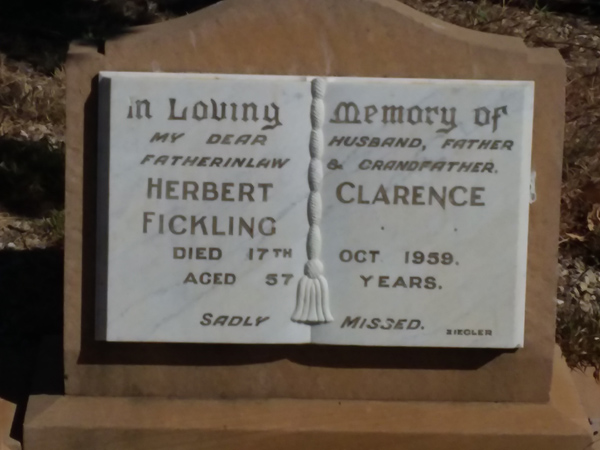 In Loving Memory of
MY DEAR HUSBAND, FATHER
FATHERINLAW & GRANDFATHER.
HERBERT CLARENCE
FICKLING
DIED 17TH OCT 1959.
AGED 57 YEARS.
SADLY MISSED.
ZIEGLER